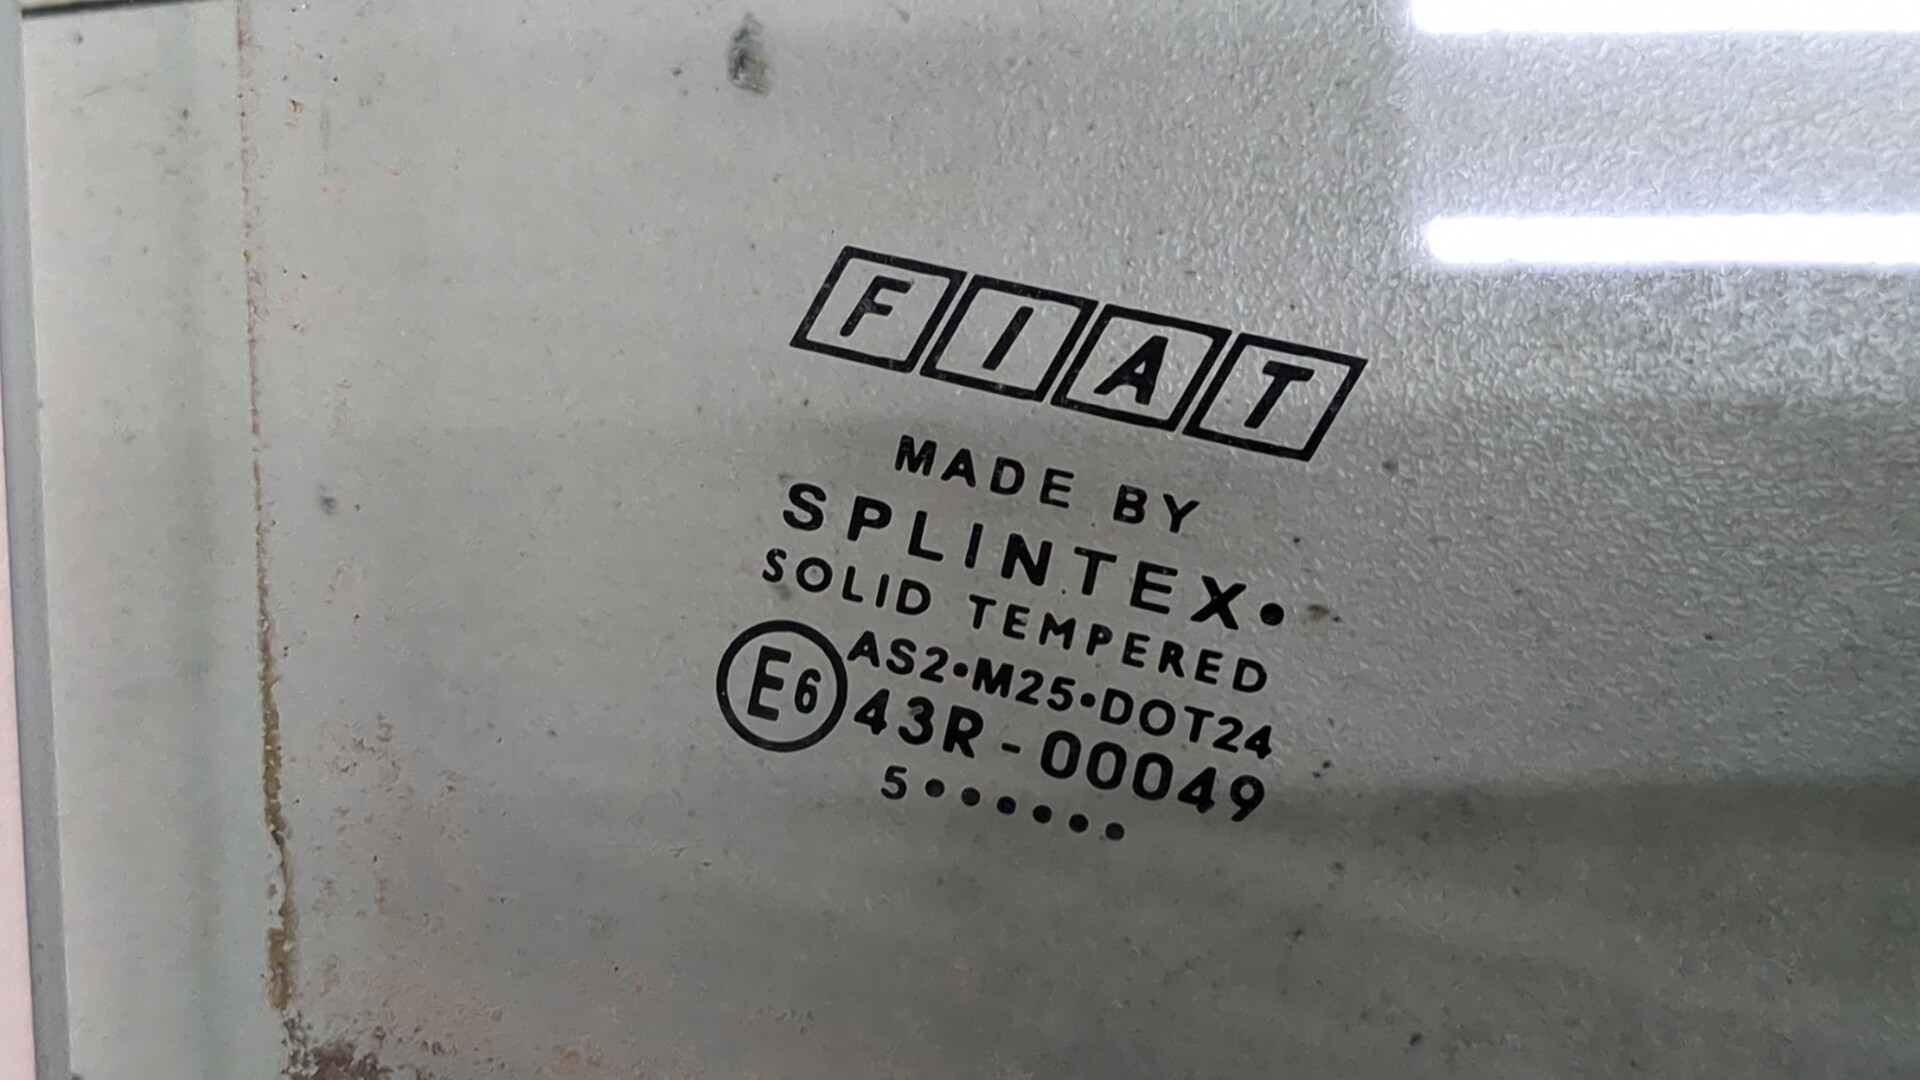 FIAT
MADE BY
SPLINTEX•
SOLID TEMPERED
AS2•M25•DOT24
E6 43R-00049
5••••••